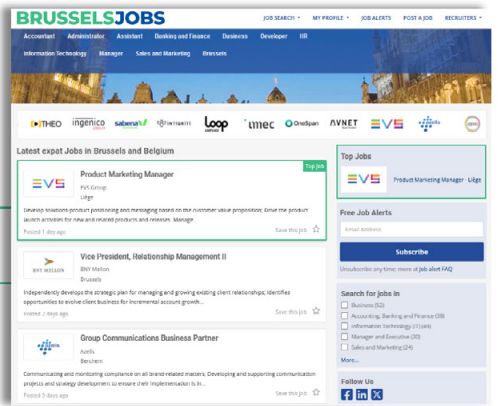 BRUSSELSJOBS
JOB SEARCH MY PROFILE JOB ALERTS POST A JOB RECRUITERS
Accountant Administrator Assistant Banking and Finance Business Developer HR
Information Technology Manager Sales and Marketing Brussels
THEO ingenico sabena INTIGRITI Loop imec OneSpan AVNET EVS azelis
Latest expat Jobs in Brussels and Belgium
Top Job
EVS
Product Marketing Manager
EVS Group
Liège
Develop solutions product positioning and messaging based on the customer value proposition; Drive the product
launch activities for new and related products and releases. Manage
Posted 1 day ago
Save this job
BNY MELLON
Vice President, Relationship Management II
BNY Mellon
Brussels
Independently develops the strategic plan for managing and growing existing client relationships; Identifies
opportunities to evolve client business for incremental account growth...
Posted 2 days ago
Save this job
azelis
Group Communications Business Partner
Azelis
Berchem
Communicating and monitoring compliance on all brand-related matters; Developing and supporting communication
projects and strategy development to ensure their implementation is in...
Posted 5 days ago
Save this job
Top Jobs
EVS
Product Marketing Manager - Liège
Free Job Alerts
Email Address
Subscribe
Unsubscribe any time; more at Job alert FAQ
Search for jobs in
Business (52)
Accounting, Banking and Finance (38)
Information Technology (IT)
Manager and Executive (30)
Sales and Marketing (24)
More...
Follow Us